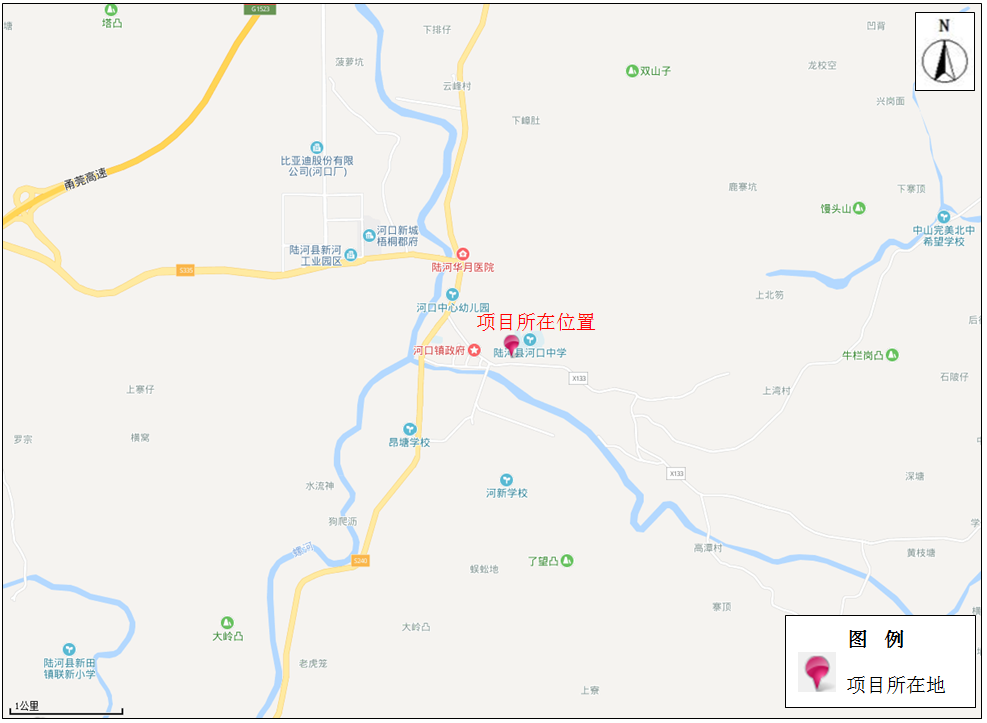 塔凸
G1523
塘
下排仔
凹背
N
菠萝坑
双山子
龙校空
云峰村
兴岗面
下嶂肚
比亚迪股份有限
公司(河口厂)
甬莞高速
鹿寨坑
下寨顶
馒头山
中山完美北中
希望学校
河口新城
梧桐郡府
陆河县新河
工业园区
S335
陆河华月医院
上北笏
河口中心幼儿园
项目所在位置
后
河口镇政府
陆河县河口中学
牛栏岗凸
X133
石陂仔
上寨仔
上湾村
罗宗
横窝
昂塘学校
X133
深塘
水流神
河新学校
狗爬沥
学
螺河
高潭村
黄枝塘
S240
蜈蚣地
了望凸
寨顶
横
大岭凸
大岭凸
图 例
陆河县新田
镇联新小学
老虎笼
项目所在地
上寮
1公里